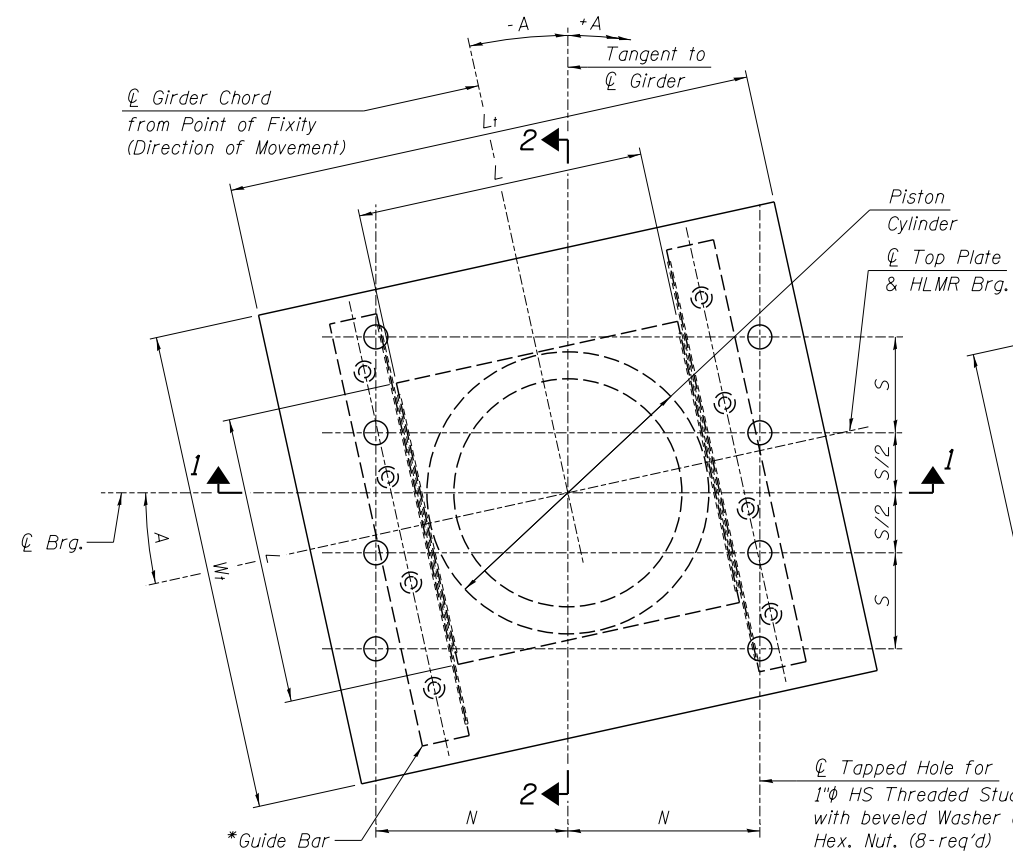 -A
+A
Tangent to
℄ Girder
℄ Girder Chord
from Point of Fixity
(Direction of Movement)
Lt
2
L
Piston
Cylinder
℄ Top Plate
& HLMR Brg.
S
S/2
1
1
℄ Brg.
A
Wt
L
S/2
S
2
N
N
*Guide Bar
℄ Tapped Hole for
1"φ HS Threaded Stud
with beveled Washer
Hex. Nut. (8-req'd)